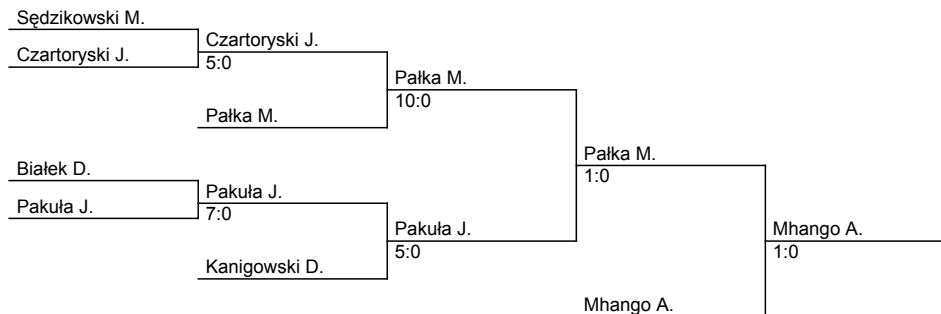 Sędzikowski M.
Czartoryski J.
Czartoryski J.
5:0
Pałka M.
Pałka M.
10:0
Białek D.
Pakuła J.
Pakuła J.
7:0
Kanigowski D.
Pakuła J.
5:0
Pałka M.
1:0
Mhango A.
Mhango A.
1:0